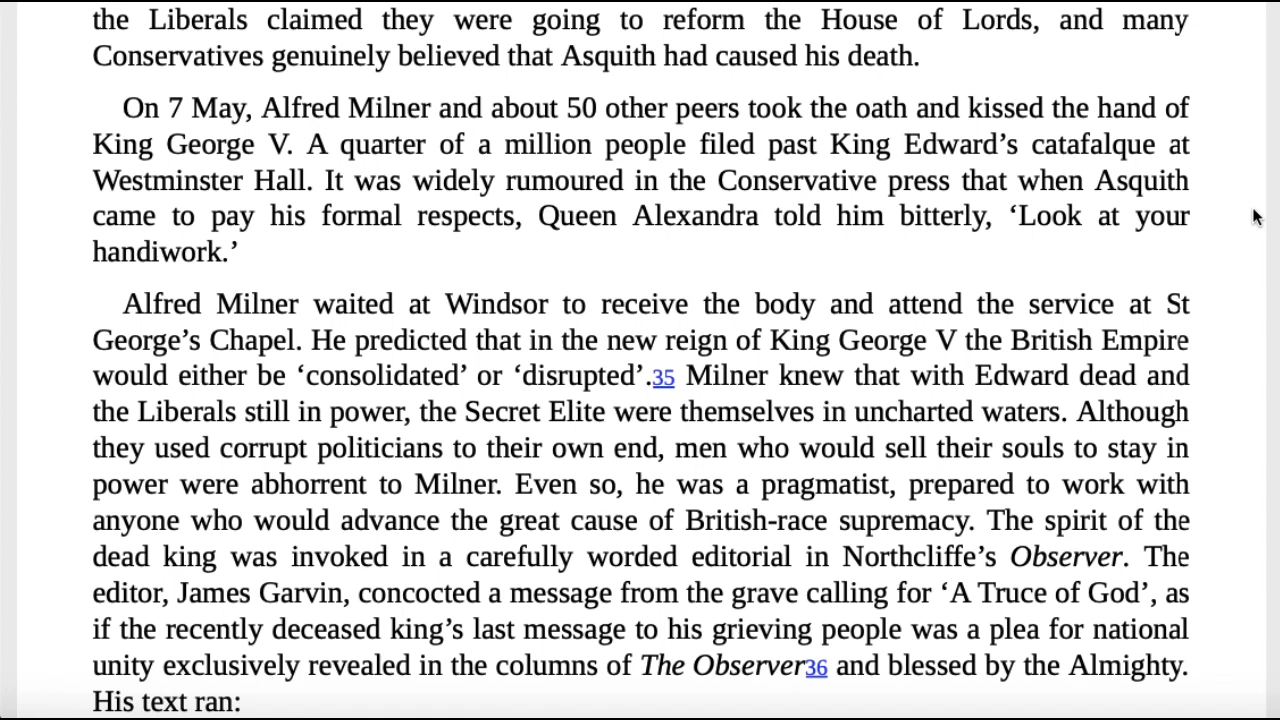 the Liberals claimed they were going to reform the House of Lords, and many
Conservatives genuinely believed that Asquith had caused his death.
On 7 May, Alfred Milner and about 50 other peers took the oath and kissed the hand of
King George V. A quarter of a million people filed past King Edward’s catafalque at
Westminster Hall. It was widely rumoured in the Conservative press that when Asquith
came to pay his formal respects, Queen Alexandra told him bitterly, ‘Look at your
handiwork.’
Alfred Milner waited at Windsor to receive the body and attend the service at St
George’s Chapel. He predicted that in the new reign of King George V the British Empire
would either be ‘consolidated’ or ‘disrupted’.35 Milner knew that with Edward dead and
the Liberals still in power, the Secret Elite were themselves in uncharted waters. Although
they used corrupt politicians to their own end, men who would sell their souls to stay in
power were abhorrent to Milner. Even so, he was a pragmatist, prepared to work with
anyone who would advance the great cause of British-race supremacy. The spirit of the
dead king was invoked in a carefully worded editorial in Northcliffe’s Observer. The
editor, James Garvin, concocted a message from the grave calling for ‘A Truce of God’, as
if the recently deceased king’s last message to his grieving people was a plea for national
unity exclusively revealed in the columns of The Observer36 and blessed by the Almighty.
His text ran: